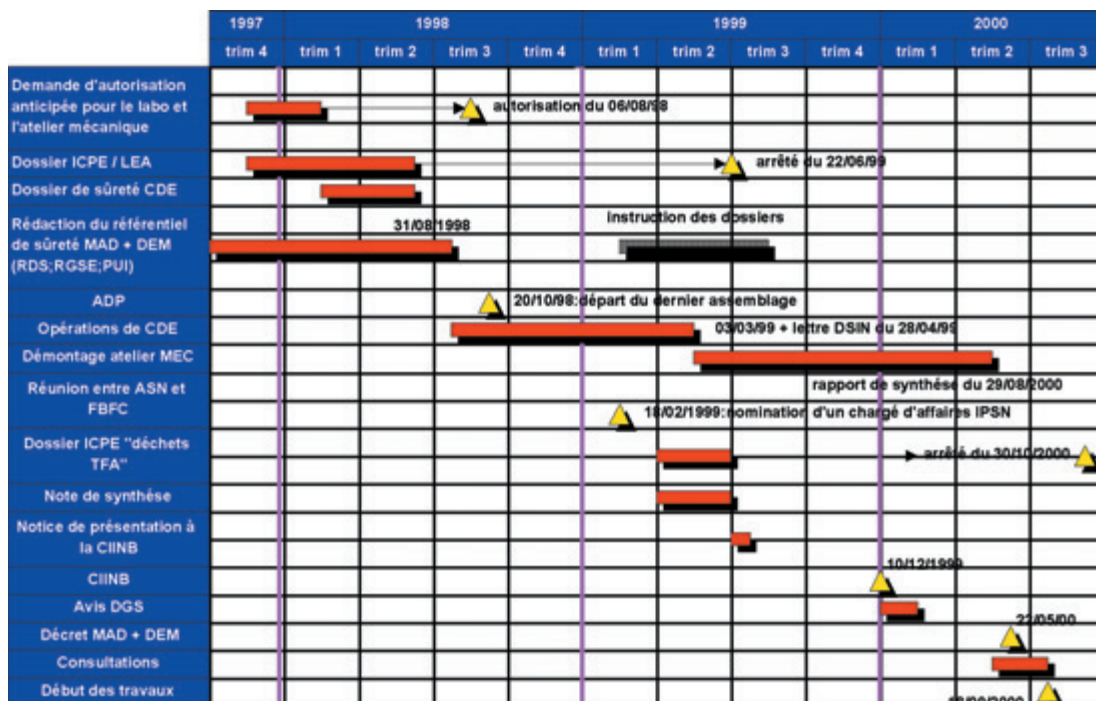 1997 1998 1999 2000
trim 4 trim 1 trim 2 trim 3 trim 4 trim 1 trim 2 trim 3 trim 4 trim 1 trim 2 trim 3
Demande d'autorisation
anticipée pour le labo et
l'atelier mécanique
autorisation du 06/08/98
Dossier ICPE / LEA
arrêté du 22/06/99
Dossier de sûreté CDE
Rédaction du référentiel
de sûreté MAD + DEM
(RDS;RGSE;PUI)
31/08/1998
instruction des dossiers
ADP
20/10/98:départ du dernier assemblage
Opérations de CDE
03/03/99 + lettre DSIN du 28/04/99
Démontage atelier MEC
rapport de synthése du 29/08/2000
Réunion entre ASN et
FBFC
18/02/1999:nomination d'un chargé d'affaires IPSN
Dossier ICPE "déchets
TFA"
arrêté du 30/10/2000
Note de synthése
Notice de présentation à
la CIINB
CIINB
10/12/1999
Avis DGS
Décret MAD + DEM
22/05/00
Consultations
Début des travaux